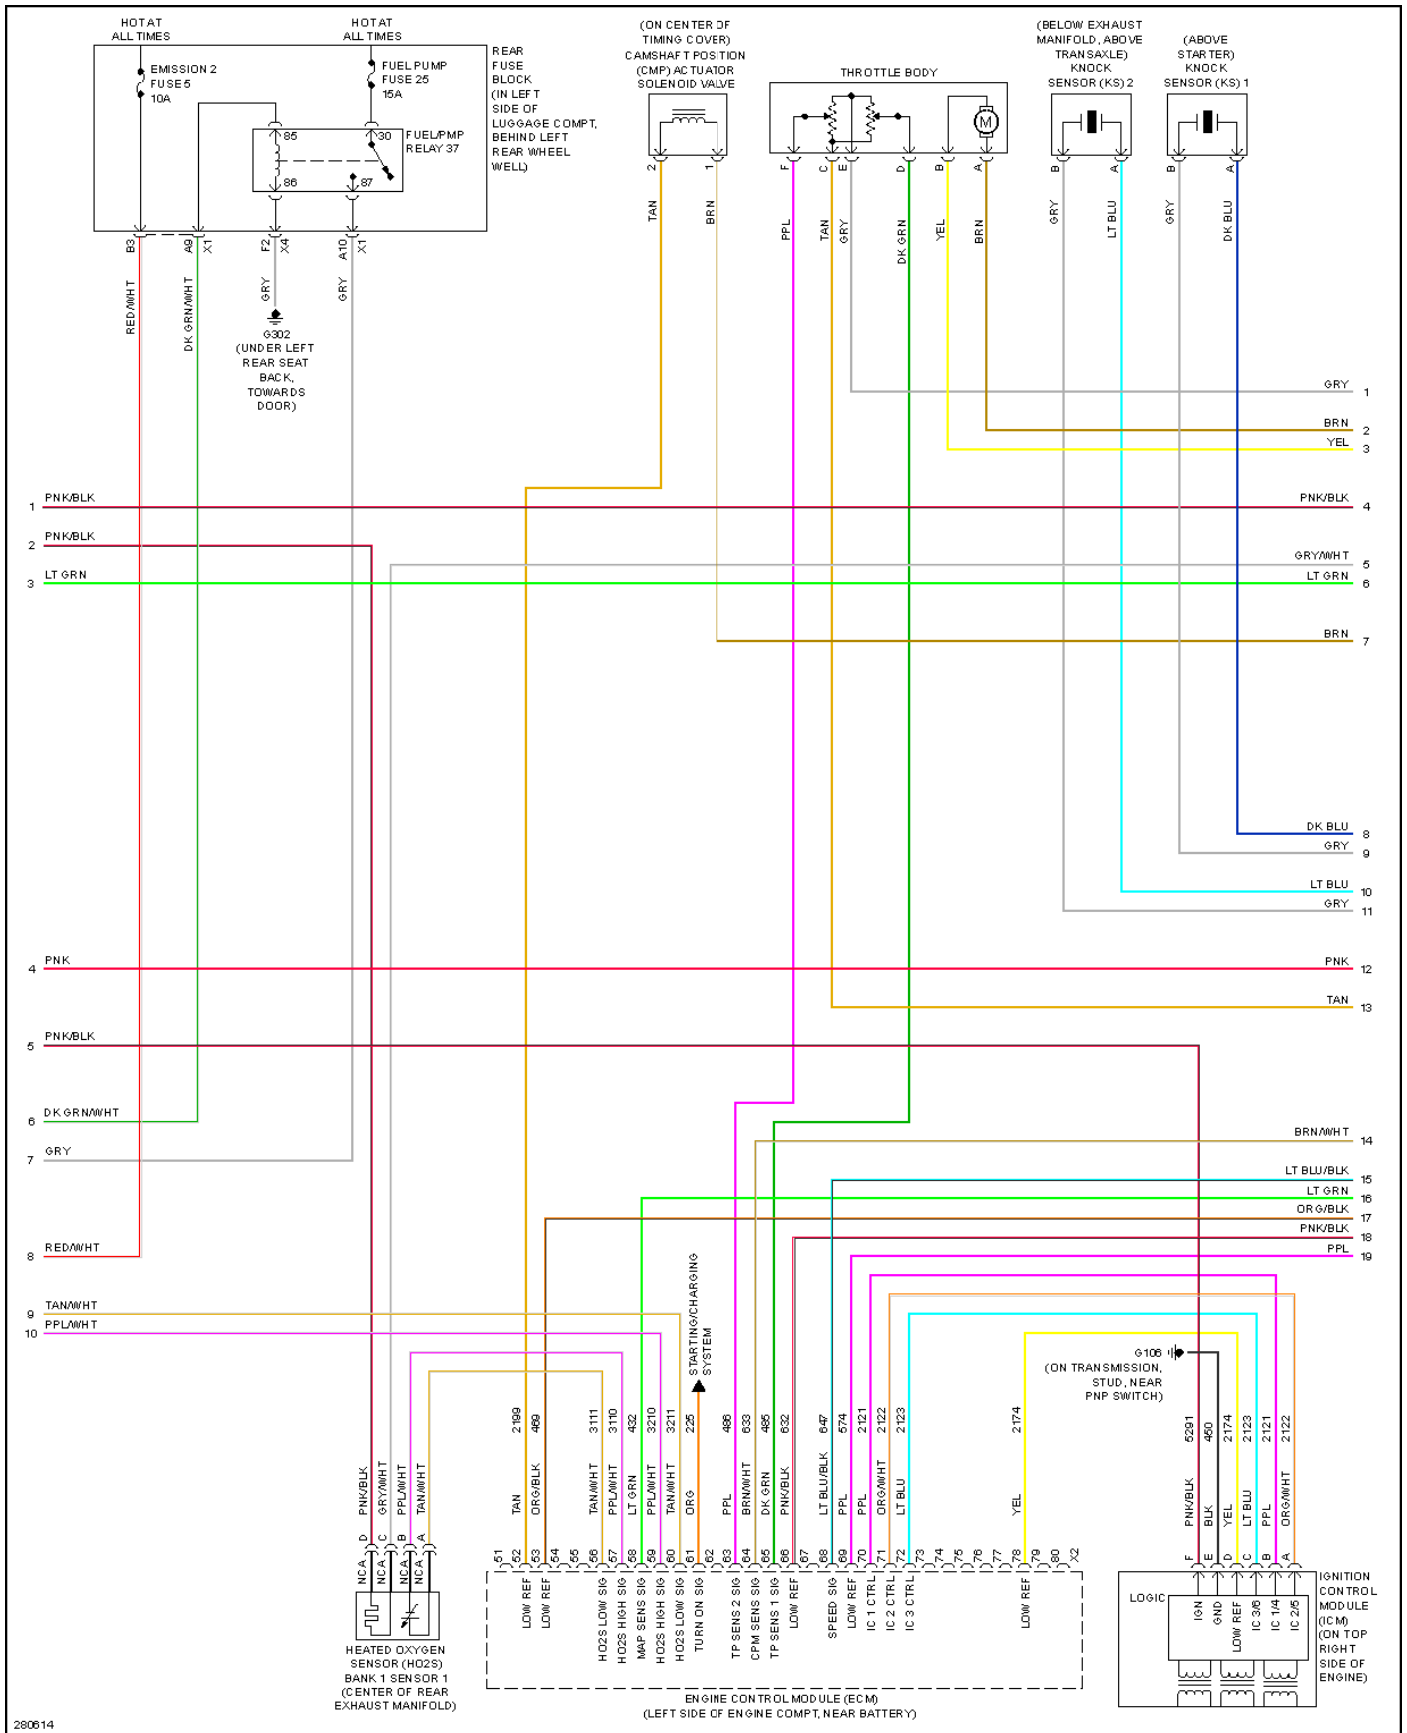 HOT AT
ALL TIMES
HOT AT
ALL TIMES
EMISSION 2
FUSE 5
10A
FUEL PUMP
FUSE 25
15A
REAR
FUSE
BLOCK
(IN LEFT
SIDE OF
LUGGAGE COMPT,
BEHIND LEFT
REAR WHEEL
WELL)
85
30
FUEL/PMP
RELAY 37
86
87
B3
A9
X1
F2
X4
A10
X1
RED/WHT
DK GRN/WHT
GRY
GRY
G302
(UNDER LEFT
REAR SEAT
BACK,
TOWARDS
DOOR)
(ON CENTER OF
TIMING COVER)
CAMSHAFT POSITION
(CMP) ACTUATOR
SOLENOID VALVE
2
1
TAN
BRN
THROTTLE BODY
M
F
C
E
D
B
A
PPL
TAN
GRY
DK GRN
YEL
BRN
(BELOW EXHAUST
MANIFOLD, ABOVE
TRANSAXLE)
KNOCK
SENSOR (KS) 2
B
A
GRY
LT BLU
(ABOVE
STARTER)
KNOCK
SENSOR (KS) 1
B
A
GRY
DK BLU
GRY 1
BRN 2
YEL 3
1 PNK/BLK
PNK/BLK 4
2 PNK/BLK
GRY/WHT 5
3 LT GRN
LT GRN 6
BRN 7
DK BLU 8
GRY 9
LT BLU 10
GRY 11
4 PNK
PNK 12
TAN 13
5 PNK/BLK
6 DK GRN/WHT
BRN/WHT 14
7 GRY
LT BLU/BLK 15
LT GRN 16
ORG/BLK 17
PNK/BLK 18
8 RED/WHT
PPL 19
9 TAN/WHT
10 PPL/WHT
STARTING/CHARGING
SYSTEM
G106
(ON TRANSMISSION,
STUD, NEAR
PNP SWITCH)
2199
469
3111
3110
432
3210
3211
225
486
633
485
632
647
574
2121
2122
2123
2174
5291
450
2174
2123
2121
2122
PNK/BLK
GRY/WHT
PPL/WHT
TAN/WHT
TAN
ORG/BLK
TAN/WHT
PPL/WHT
LT GRN
PPL/WHT
TAN/WHT
ORG
PPL
BRN/WHT
DK GRN
PNK/BLK
LT BLU/BLK
PPL
PPL
ORG/WHT
LT BLU
YEL
PNK/BLK
BLK
YEL
LT BLU
PPL
ORG/WHT
D
C
B
A
NCA
NCA
NCA
NCA
51
52
53
54
55
56
57
58
59
60
61
62
63
64
65
66
67
68
69
70
71
72
73
74
75
76
77
78
79
80
X2
F
E
D
C
B
A
LOW REF
LOW REF
HO2S LOW SIG
HO2S HIGH SIG
MAP SENS SIG
HO2S HIGH SIG
HO2S LOW SIG
TURN ON SIG
TP SENS 2 SIG
CPM SENS SIG
TP SENS 1 SIG
LOW REF
SPEED SIG
LOW REF
IC 1 CTRL
IC 2 CTRL
IC 3 CTRL
LOW REF
LOGIC
IGN
GND
LOW REF
IC 3/6
IC 1/4
IC 2/5
IGNITION
CONTROL
MODULE
(ICM)
(ON TOP
RIGHT
SIDE OF
ENGINE)
HEATED OXYGEN
SENSOR (HO2S)
BANK 1 SENSOR 1
(CENTER OF REAR
EXHAUST MANIFOLD)
ENGINE CONTROL MODULE (ECM)
(LEFT SIDE OF ENGINE COMPT, NEAR BATTERY)
280614